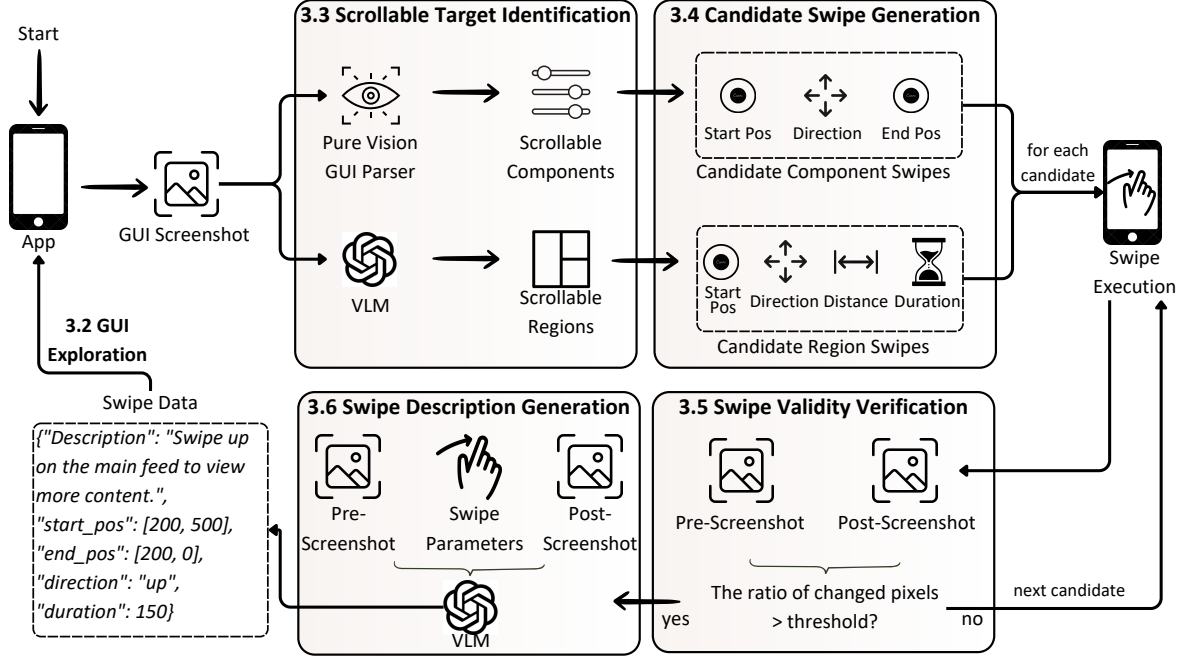 Start
App
GUI Screenshot
3.3 Scrollable Target Identification
Pure Vision
GUI Parser
Scrollable
Components
VLM
Scrollable
Regions
3.4 Candidate Swipe Generation
Start Pos
Direction
End Pos
Candidate Component Swipes
Start
Pos
Direction
Distance
Duration
Candidate Region Swipes
for each
candidate
Swipe
Execution
3.2 GUI
Exploration
Swipe Data
{"Description": "Swipe up
on the main feed to view
more content.",
"start_pos": [200, 500],
"end_pos": [200, 0],
"direction": "up",
"duration": 150}
3.6 Swipe Description Generation
Pre-
Screenshot
Swipe
Parameters
Post-
Screenshot
VLM
3.5 Swipe Validity Verification
Pre-Screenshot
Post-Screenshot
The ratio of changed pixels
> threshold?
yes
no
next candidate